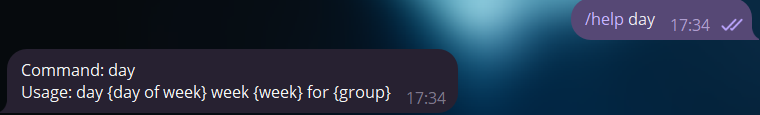 /help day 17:34
Command: day
Usage: day {day of week} week {week} for {group} 17:34